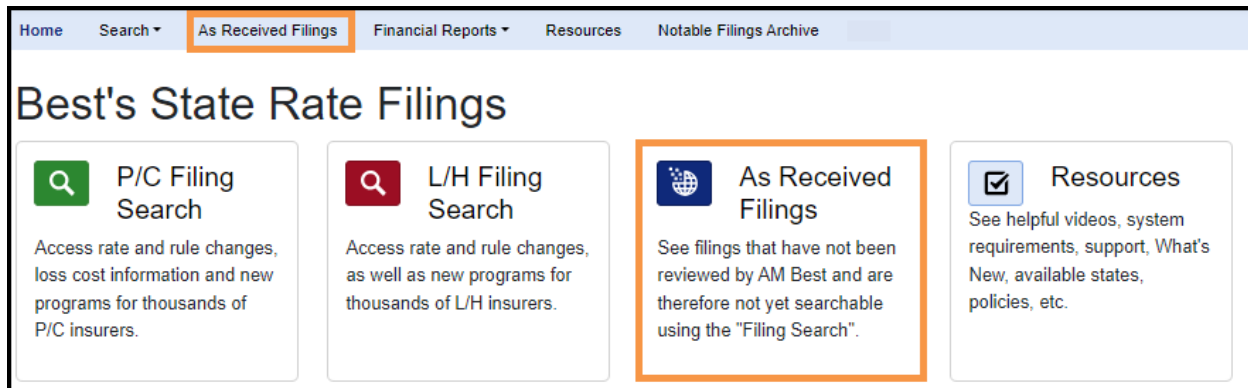 Home Search As Received Filings Financial Reports Resources Notable Filings Archive
Best's State Rate Filings
P/C Filing
Search
Access rate and rule changes,
loss cost information and new
programs for thousands of
P/C insurers.
L/H Filing
Search
Access rate and rule changes,
as well as new programs for
thousands of L/H insurers.
As Received
Filings
See filings that have not been
reviewed by AM Best and are
therefore not yet searchable
using the "Filing Search".
Resources
See helpful videos, system
requirements, support, What's
New, available states,
policies, etc.